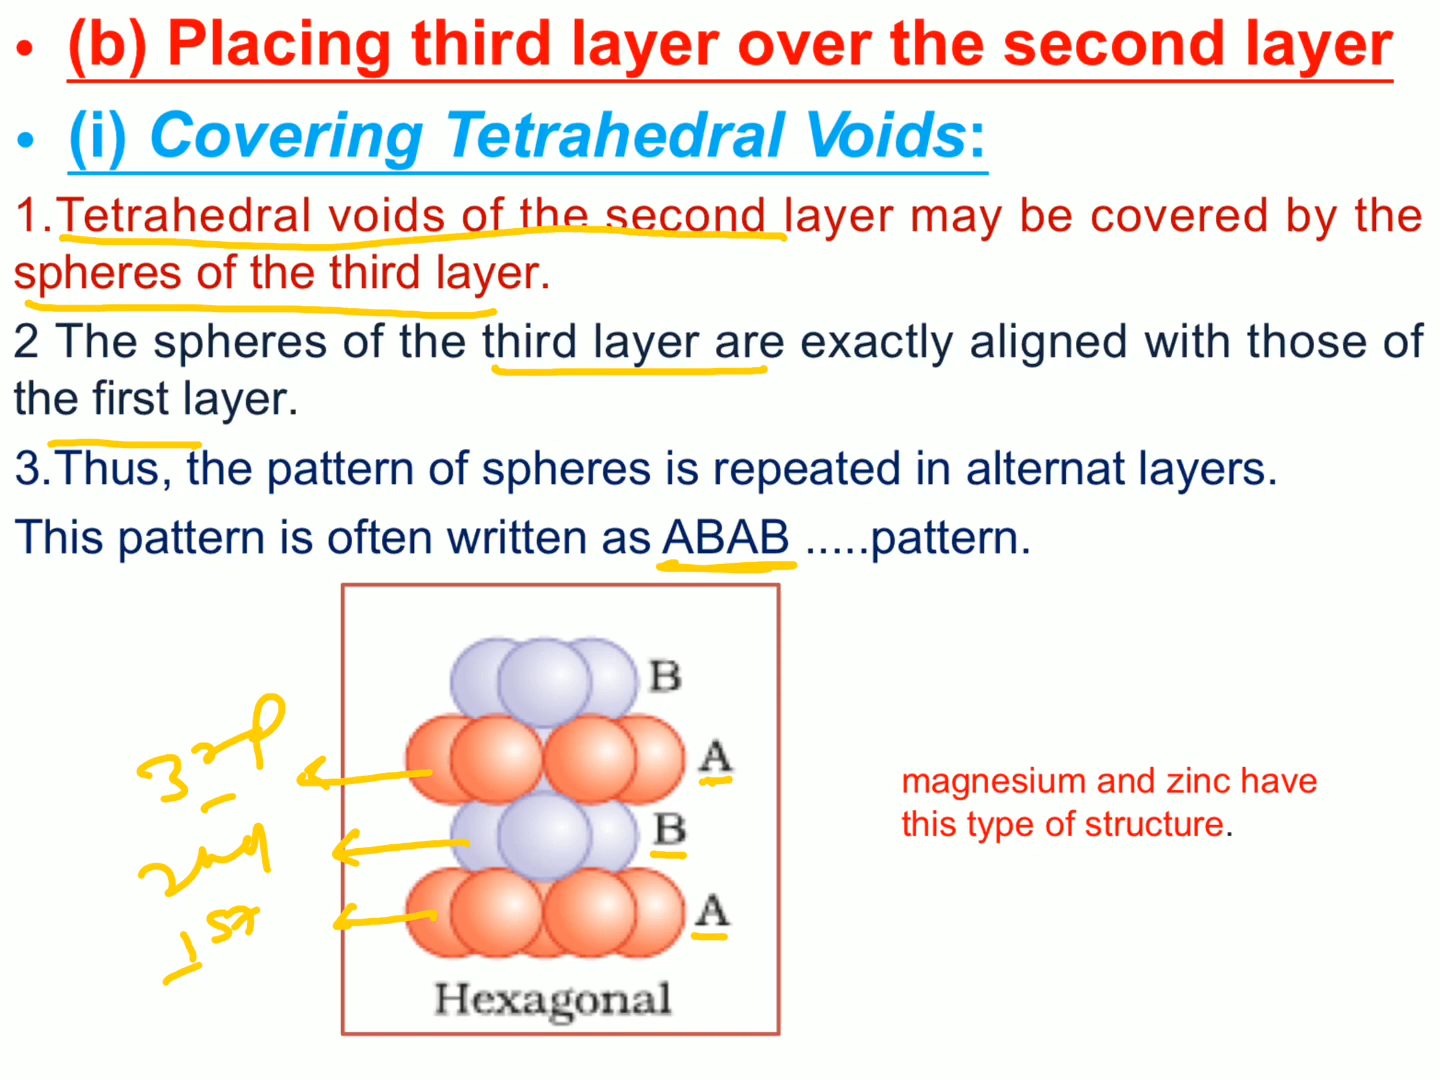 • (b) Placing third layer over the second layer
• (i) Covering Tetrahedral Voids:
1.Tetrahedral voids of the second layer may be covered by the
spheres of the third layer.
2 The spheres of the third layer are exactly aligned with those of
the first layer.
3.Thus, the pattern of spheres is repeated in alternat layers.
This pattern is often written as ABAB .....pattern.
B
3rd
A
magnesium and zinc have
this type of structure.
2nd
B
1st
A
Hexagonal